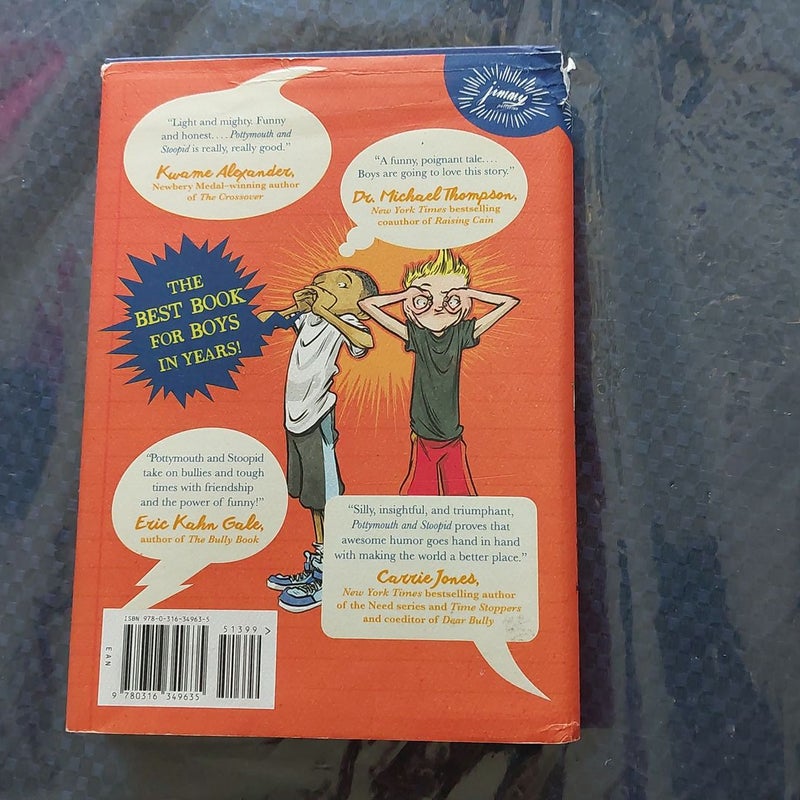 jimmy
"Light and mighty. Funny
and honest.... Pottymouth and
Stoopid is really, really good."
Kwame Alexander,
Newbery Medal–winning author
of The Crossover
"A funny, poignant tale....
Boys are going to love this story."
Dr. Michael Thompson,
New York Times bestselling
coauthor of Raising Cain
THE
BEST BOOK
FOR BOYS
IN YEARS!
"Pottymouth and Stoopid
take on bullies and tough
times with friendship
and the power of funny!"
Eric Kahn Gale,
author of The Bully Book
"Silly, insightful, and triumphant,
Pottymouth and Stoopid proves that
awesome humor goes hand in hand
with making the world a better place."
Carrie Jones,
New York Times bestselling author
of the Need series and Time Stoppers
and coeditor of Dear Bully
ISBN 978-0-316-34963-5
51399 >
EAN
9 780316 349635